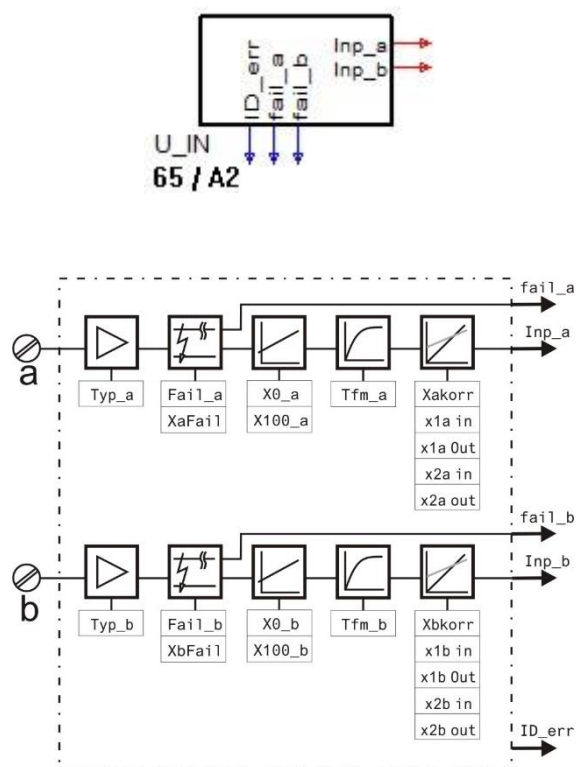 ID_err
fail_a
fail_b
Inp_a
Inp_b
U_IN
65 / A2
fail_a
Inp_a
a
Typ_a
Fail_a
XaFail
X0_a
X100_a
Tfm_a
Xakorr
x1a in
x1a Out
x2a in
x2a out
fail_b
Inp_b
b
Typ_b
Fail_b
XbFail
X0_b
X100_b
Tfm_b
Xbkorr
x1b in
x1b Out
x2b in
x2b out
ID_err